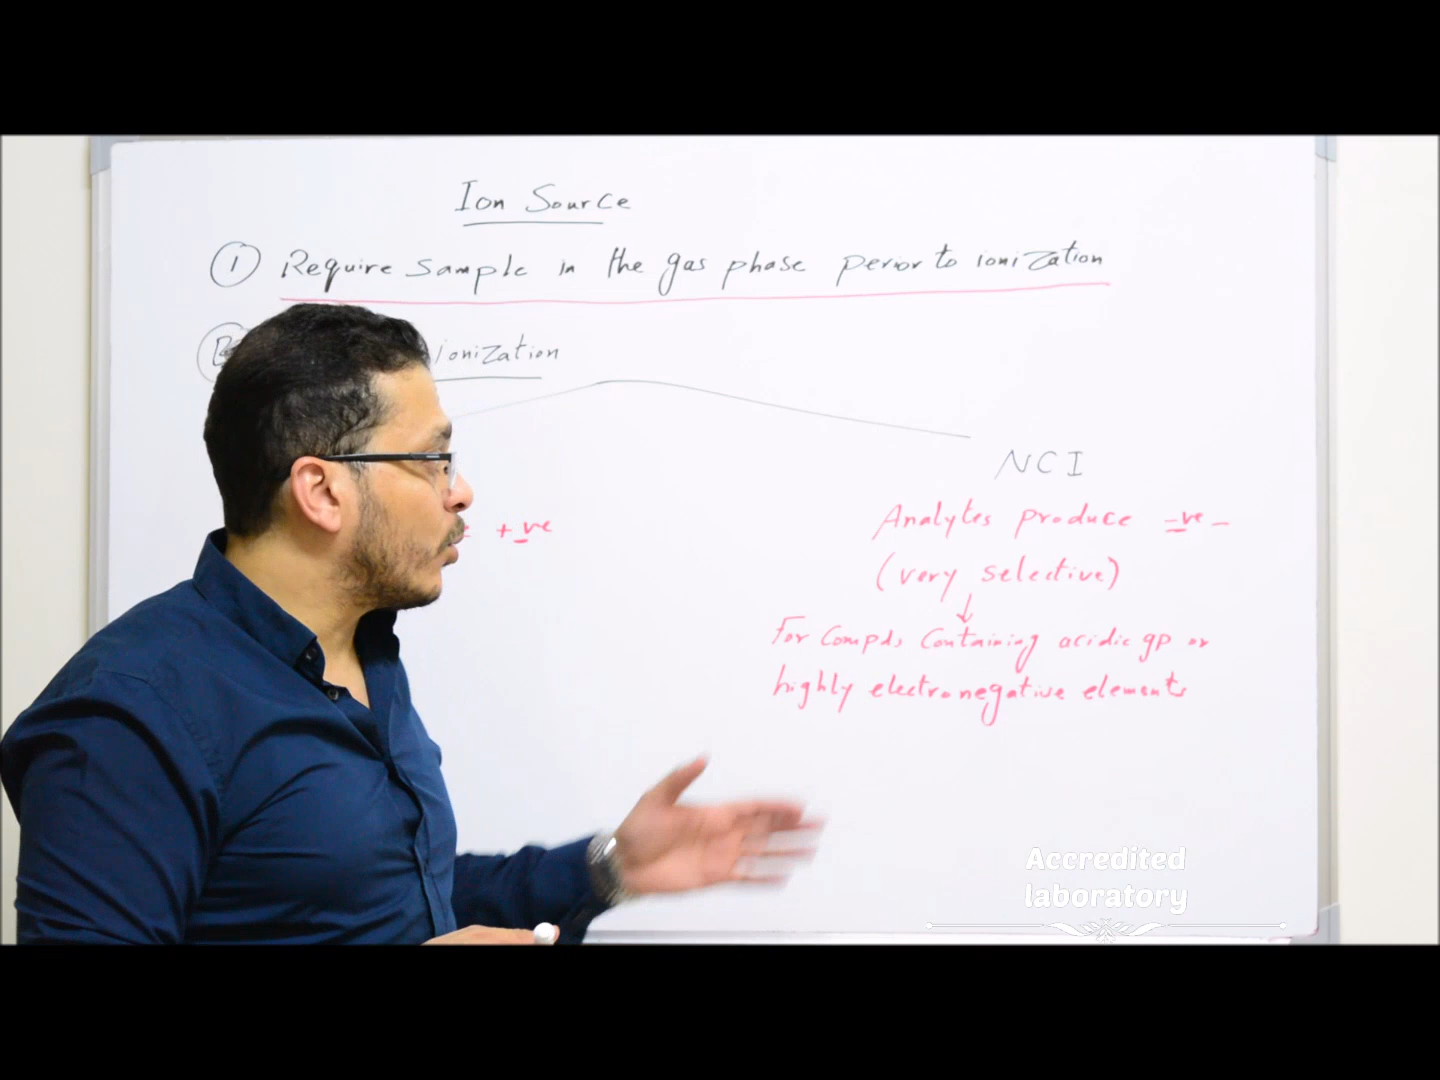 Ion Source
① Require sample in the gas phase perior to ionization
ionization
NCI
+ve
Analytes produce -ve -
(very selective)
↓
For Compds Containing acidic gp or
highly electronegative elements
Accredited
laboratory